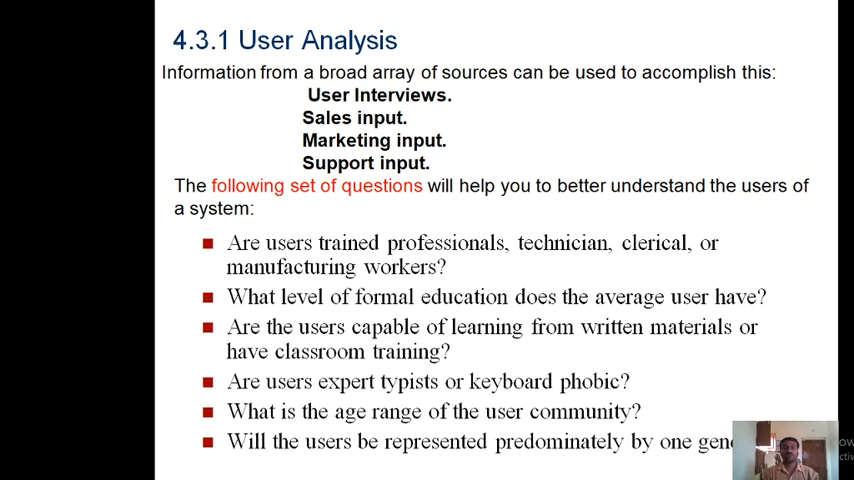 4.3.1 User Analysis
Information from a broad array of sources can be used to accomplish this:
User Interviews.
Sales input.
Marketing input.
Support input.
The following set of questions will help you to better understand the users of
a system:
Are users trained professionals, technician, clerical, or
manufacturing workers?
What level of formal education does the average user have?
Are the users capable of learning from written materials or
have classroom training?
Are users expert typists or keyboard phobic?
What is the age range of the user community?
Will the users be represented predominately by one